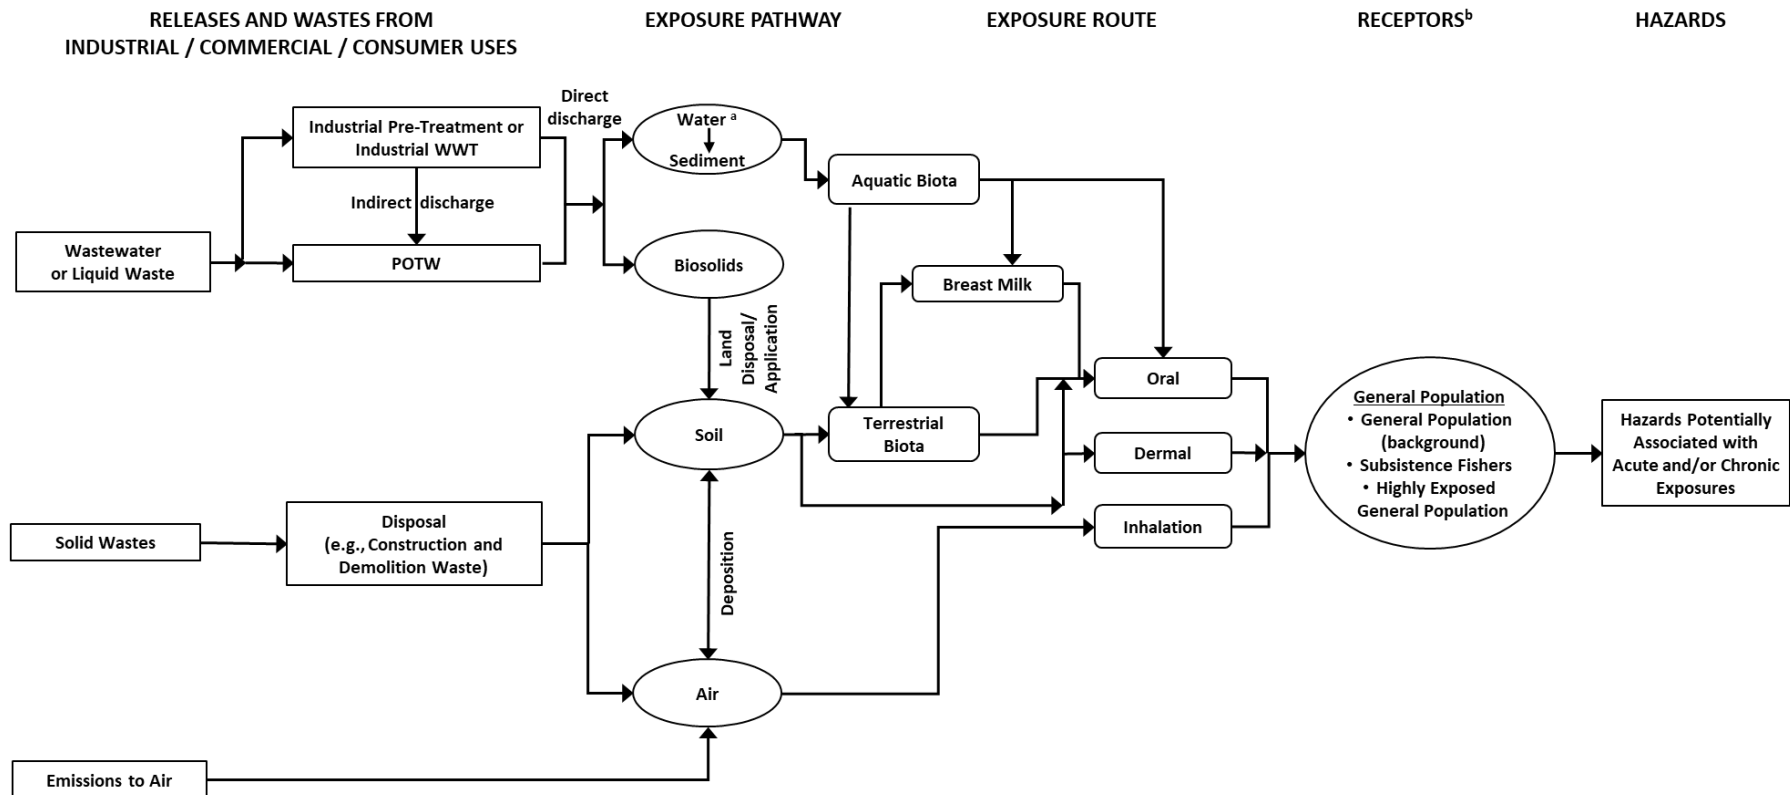 RELEASES AND WASTES FROM
INDUSTRIAL / COMMERCIAL / CONSUMER USES
EXPOSURE PATHWAY
EXPOSURE ROUTE
RECEPTORSᵇ
HAZARDS
Wastewater
or Liquid Waste
Industrial Pre-Treatment or
Industrial WWT
Indirect discharge
POTW
Direct
discharge
Water ᵃ
Sediment
Biosolids
Land
Disposal/
Application
Aquatic Biota
Breast Milk
Soil
Terrestrial
Biota
Oral
Dermal
Inhalation
General Population
• General Population
(background)
• Subsistence Fishers
• Highly Exposed
General Population
Hazards Potentially
Associated with
Acute and/or Chronic
Exposures
Solid Wastes
Disposal
(e.g., Construction and
Demolition Waste)
Deposition
Air
Emissions to Air